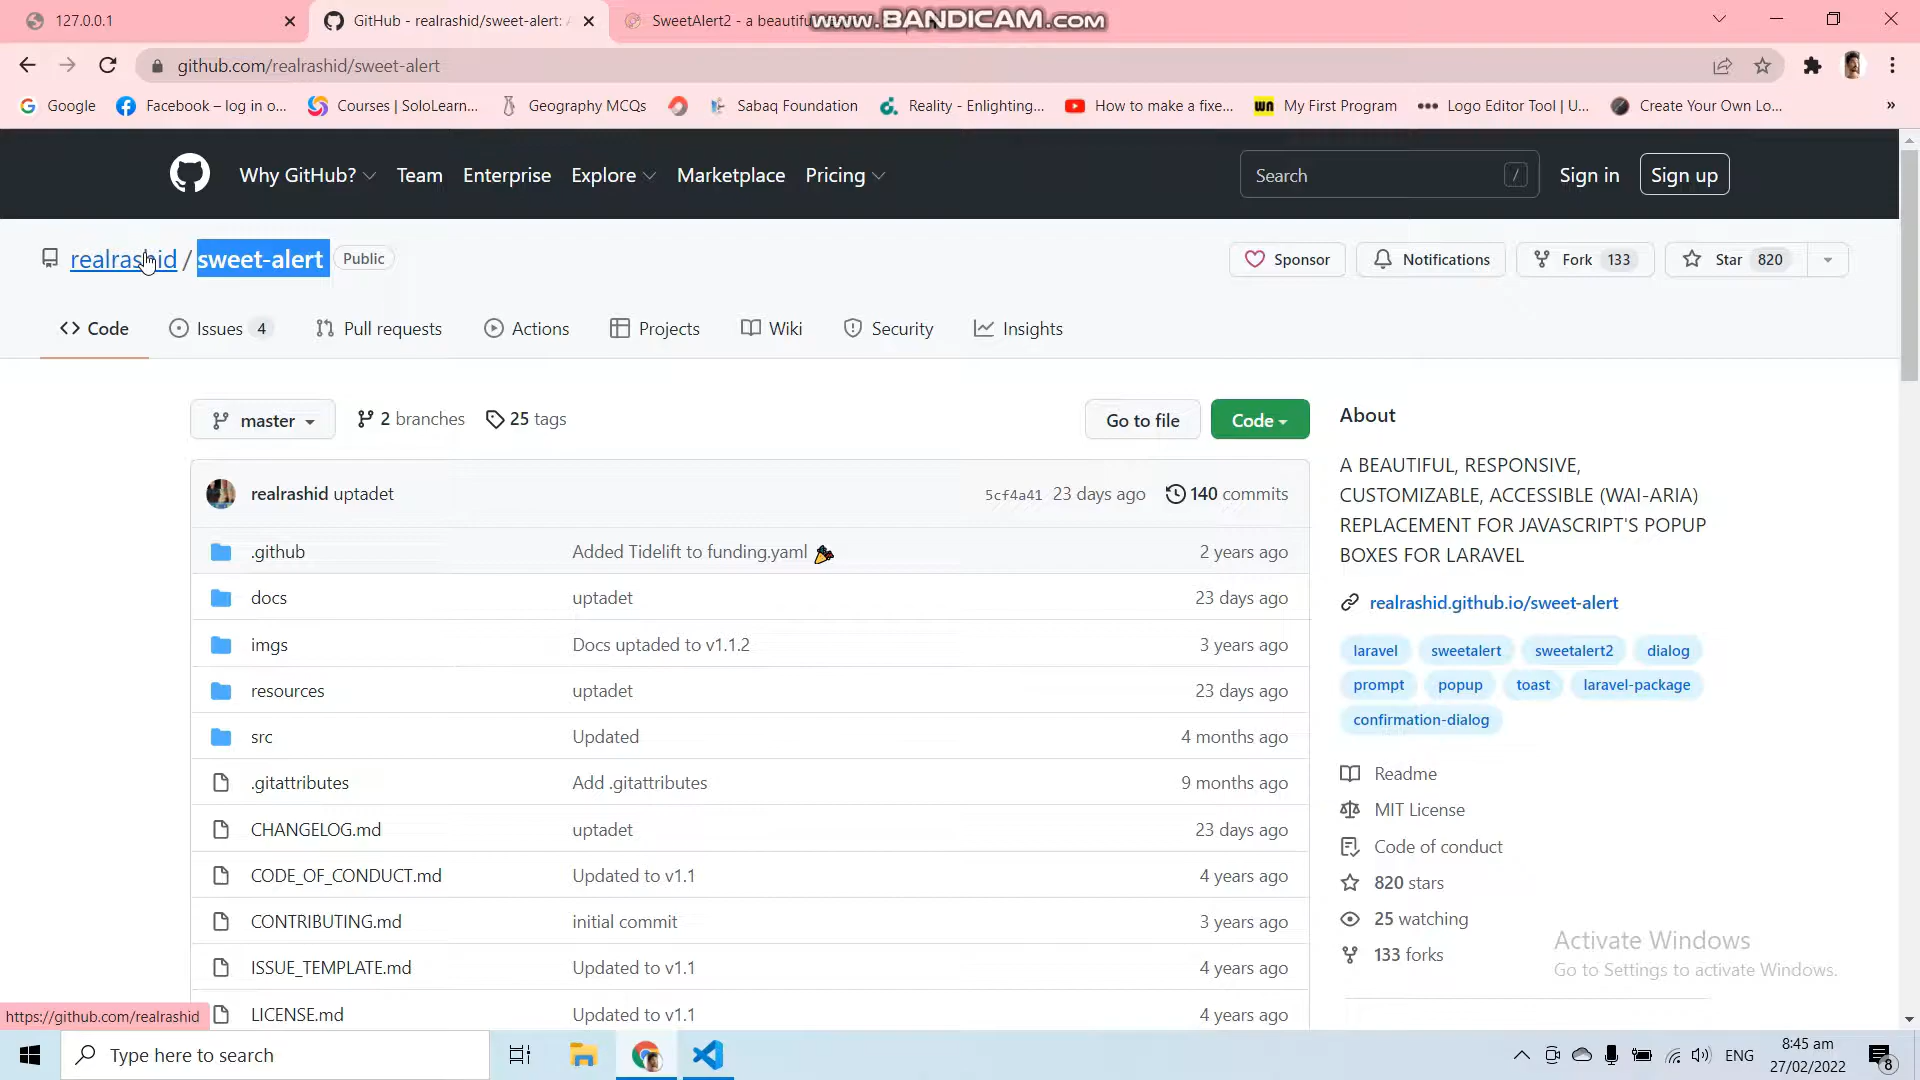 127.0.0.1
GitHub - realrashid/sweet-alert: A
SweetAlert2 - a beautifu
www.BANDICAM.com
github.com/realrashid/sweet-alert
Google
Facebook – log in o...
Courses | SoloLearn...
Geography MCQs
Sabaq Foundation
Reality - Enlighting...
How to make a fixe...
wn My First Program
Logo Editor Tool | U...
Create Your Own Lo...
»
Why GitHub?
Team
Enterprise
Explore
Marketplace
Pricing
Search /
Sign in
Sign up
realrashid / sweet-alert Public
Sponsor
Notifications
Fork 133
Star 820
Code
Issues 4
Pull requests
Actions
Projects
Wiki
Security
Insights
master
2 branches
25 tags
Go to file
Code
realrashid uptadet 5cf4a41 23 days ago 140 commits
.github Added Tidelift to funding.yaml 2 years ago
docs uptadet 23 days ago
imgs Docs uptaded to v1.1.2 3 years ago
resources uptadet 23 days ago
src Updated 4 months ago
.gitattributes Add .gitattributes 9 months ago
CHANGELOG.md uptadet 23 days ago
CODE_OF_CONDUCT.md Updated to v1.1 4 years ago
CONTRIBUTING.md initial commit 3 years ago
ISSUE_TEMPLATE.md Updated to v1.1 4 years ago
LICENSE.md Updated to v1.1 4 years ago
About
A BEAUTIFUL, RESPONSIVE,
CUSTOMIZABLE, ACCESSIBLE (WAI-ARIA)
REPLACEMENT FOR JAVASCRIPT'S POPUP
BOXES FOR LARAVEL
realrashid.github.io/sweet-alert
laravel sweetalert sweetalert2 dialog
prompt popup toast laravel-package
confirmation-dialog
Readme
MIT License
Code of conduct
820 stars
25 watching
133 forks
Activate Windows
Go to Settings to activate Windows.
https://github.com/realrashid
Type here to search
ENG
8:45 am
27/02/2022
8